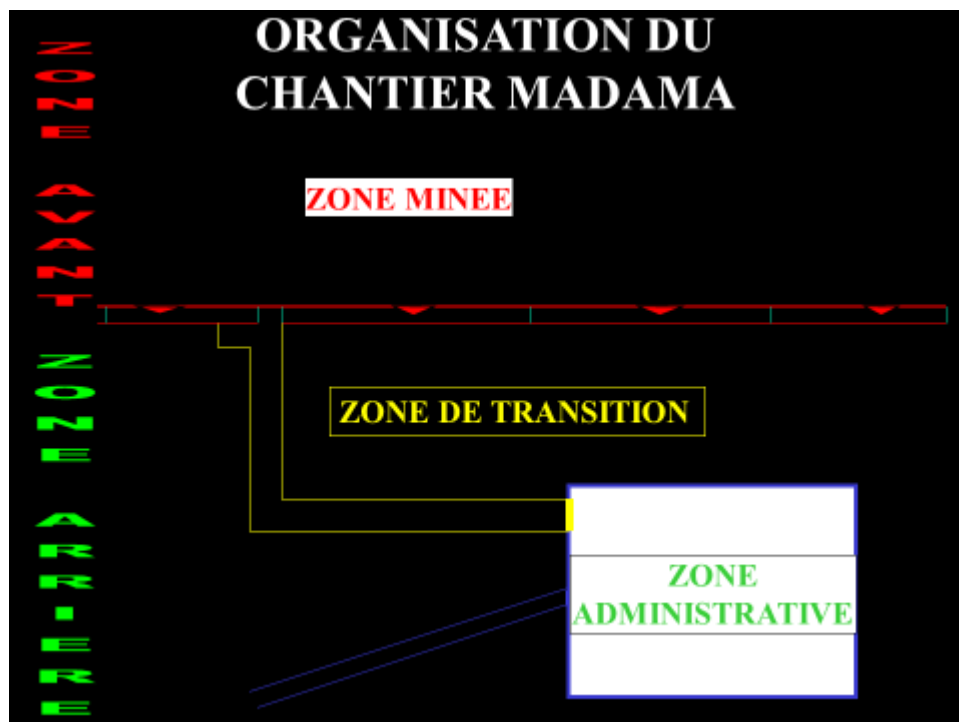 ORGANISATION DU
CHANTIER MADAMA
ZONE AVANT
ZONE MINEE
ZONE ARRIERE
ZONE DE TRANSITION
ZONE
ADMINISTRATIVE